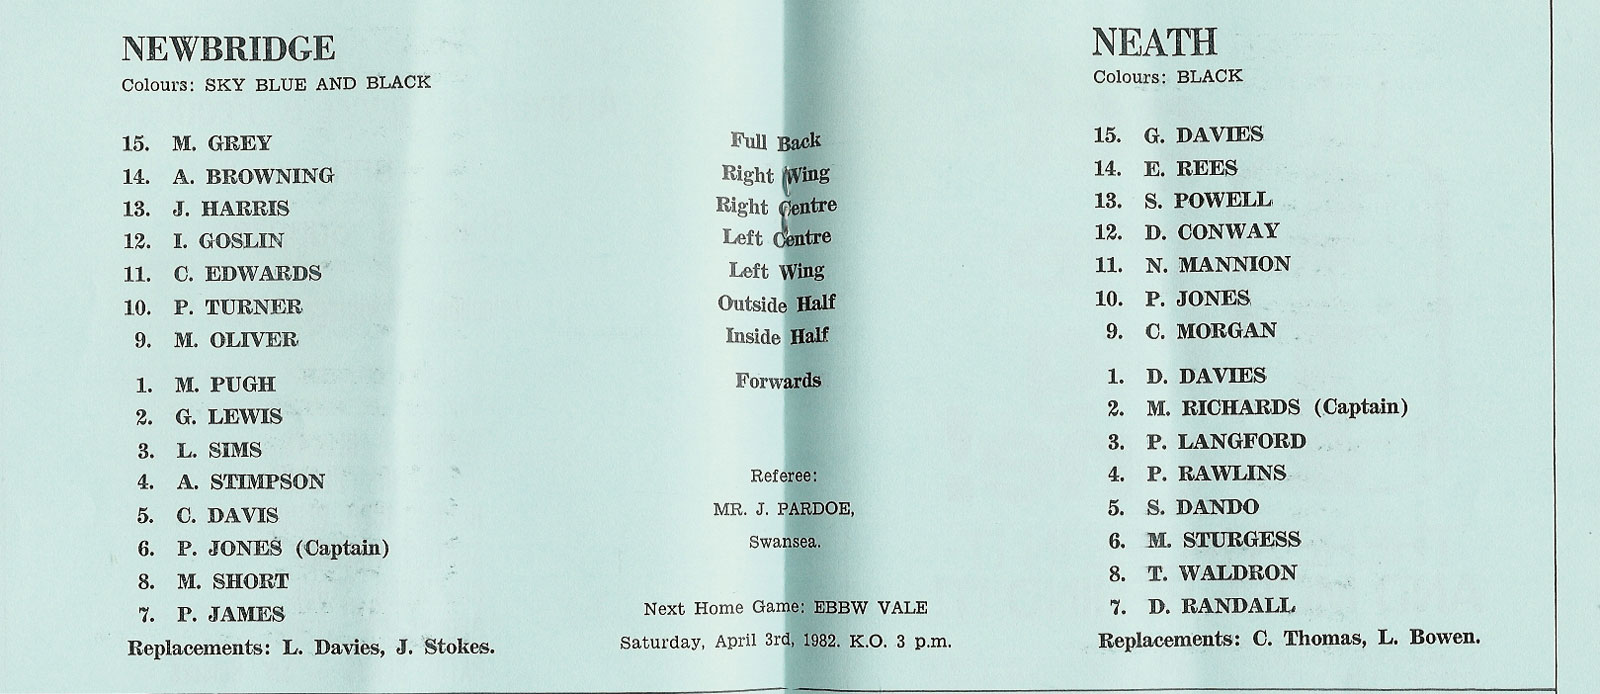 NEWBRIDGE
Colours: SKY BLUE AND BLACK
15. M. GREY
14. A. BROWNING
13. J. HARRIS
12. I. GOSLIN
11. C. EDWARDS
10. P. TURNER
9. M. OLIVER
1. M. PUGH
2. G. LEWIS
3. L. SIMS
4. A. STIMPSON
5. C. DAVIS
6. P. JONES (Captain)
8. M. SHORT
7. P. JAMES
Replacements: L. Davies, J. Stokes.
Full Back
Right Wing
Right Centre
Left Centre
Left Wing
Outside Half
Inside Half
Forwards
Referee:
MR. J. PARDOE,
Swansea.
Next Home Game: EBBW VALE
Saturday, April 3rd, 1982. K.O. 3 p.m.
NEATH
Colours: BLACK
15. G. DAVIES
14. E. REES
13. S. POWELL
12. D. CONWAY
11. N. MANNION
10. P. JONES
9. C. MORGAN
1. D. DAVIES
2. M. RICHARDS (Captain)
3. P. LANGFORD
4. P. RAWLINS
5. S. DANDO
6. M. STURGESS
8. T. WALDRON
7. D. RANDALL
Replacements: C. Thomas, L. Bowen.